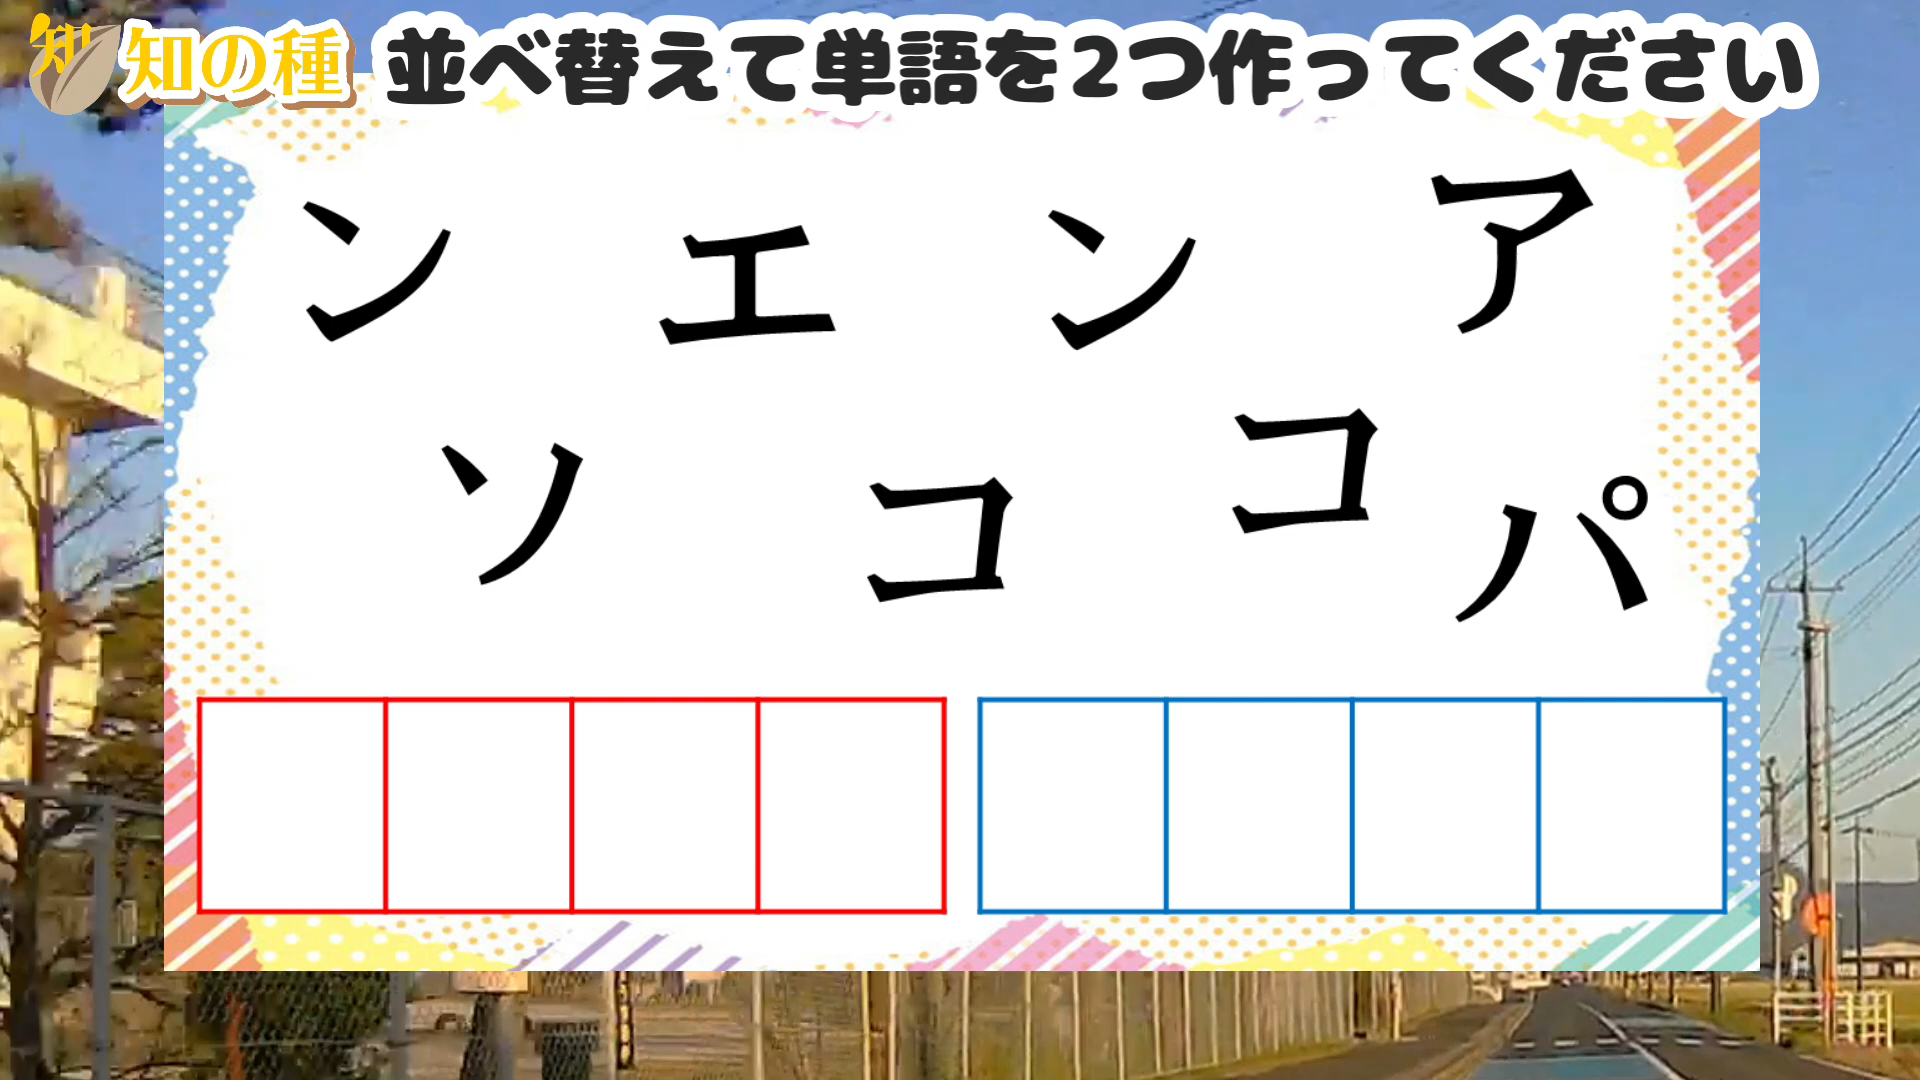 知 知の種 並べ替えて単語を2つ作ってください
ン エ ン ア
ソ コ コ パ